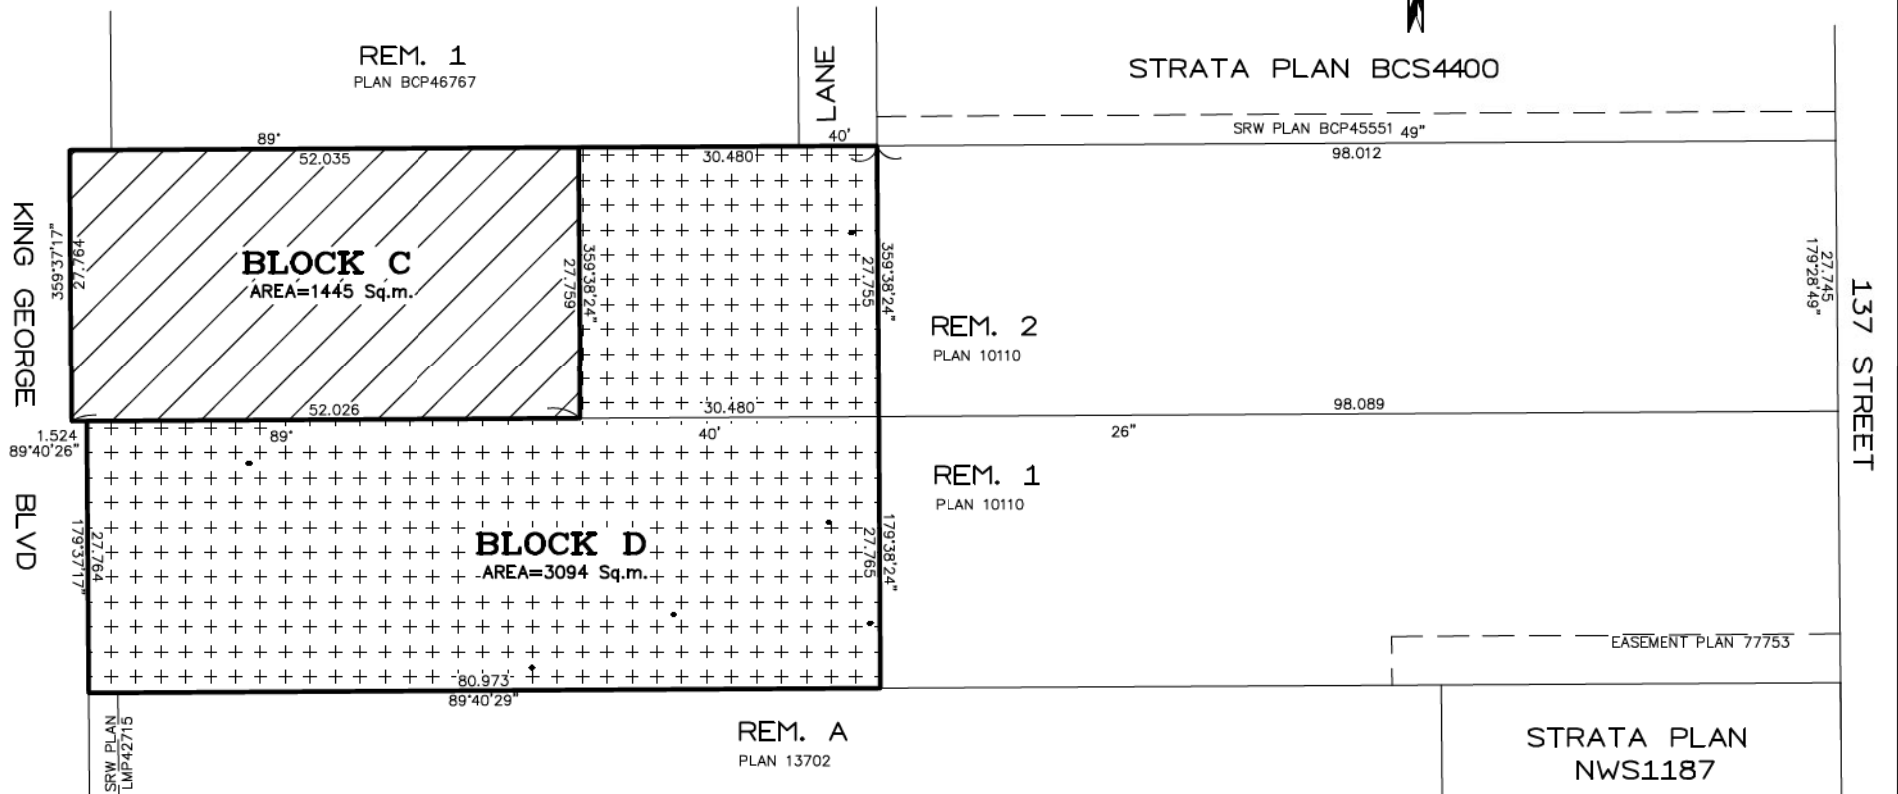 REM. 1
PLAN BCP46767
LANE
STRATA PLAN BCS4400
SRW PLAN BCP45551
49"
89°
40'
52.035
30.480
98.012
KING GEORGE BLVD
359°37'17"
27.764
BLOCK C
AREA=1445 Sq.m.
27.759
359°38'24"
27.755
359°38'24"
REM. 2
PLAN 10110
27.745
179°28'49"
137 STREET
52.026
30.480
98.089
1.524
89°40'26"
89°
40'
26"
REM. 1
PLAN 10110
179°37'17"
27.764
BLOCK D
AREA=3094 Sq.m.
27.765
179°38'24"
EASEMENT PLAN 77753
80.973
89°40'29"
SRW PLAN
LMP42715
REM. A
PLAN 13702
STRATA PLAN
NWS1187